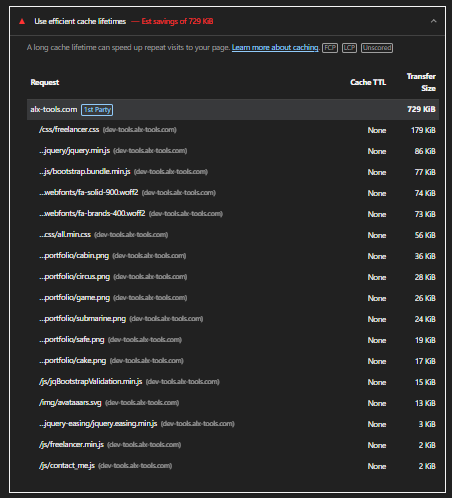 Use efficient cache lifetimes — Est savings of 729 KiB
A long cache lifetime can speed up repeat visits to your page. Learn more about caching. FCP LCP Unscored
Request Cache TTL Transfer Size
alx-tools.com 1st Party 729 KiB
/css/freelancer.css (dev-tools.alx-tools.com) None 179 KiB
…jquery/jquery.min.js (dev-tools.alx-tools.com) None 86 KiB
…js/bootstrap.bundle.min.js (dev-tools.alx-tools.com) None 77 KiB
…webfonts/fa-solid-900.woff2 (dev-tools.alx-tools.com) None 74 KiB
…webfonts/fa-brands-400.woff2 (dev-tools.alx-tools.com) None 73 KiB
…css/all.min.css (dev-tools.alx-tools.com) None 56 KiB
…portfolio/cabin.png (dev-tools.alx-tools.com) None 36 KiB
…portfolio/circus.png (dev-tools.alx-tools.com) None 28 KiB
…portfolio/game.png (dev-tools.alx-tools.com) None 26 KiB
…portfolio/submarine.png (dev-tools.alx-tools.com) None 24 KiB
…portfolio/safe.png (dev-tools.alx-tools.com) None 19 KiB
…portfolio/cake.png (dev-tools.alx-tools.com) None 17 KiB
/js/jqBootstrapValidation.min.js (dev-tools.alx-tools.com) None 15 KiB
/img/avataaars.svg (dev-tools.alx-tools.com) None 13 KiB
…jquery-easing/jquery.easing.min.js (dev-tools.alx-tools.com) None 3 KiB
/js/freelancer.min.js (dev-tools.alx-tools.com) None 2 KiB
/js/contact_me.js (dev-tools.alx-tools.com) None 2 KiB